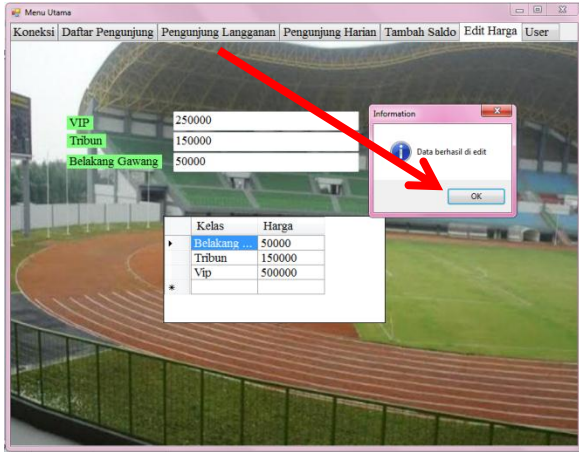 Menu Utama
Koneksi Daftar Pengunjung Pengunjung Langganan Pengunjung Harian Tambah Saldo Edit Harga User
VIP 250000
Tribun 150000
Belakang Gawang 50000
Information
Data berhasil di edit
OK
Kelas Harga
Belakang ... 50000
Tribun 150000
Vip 500000